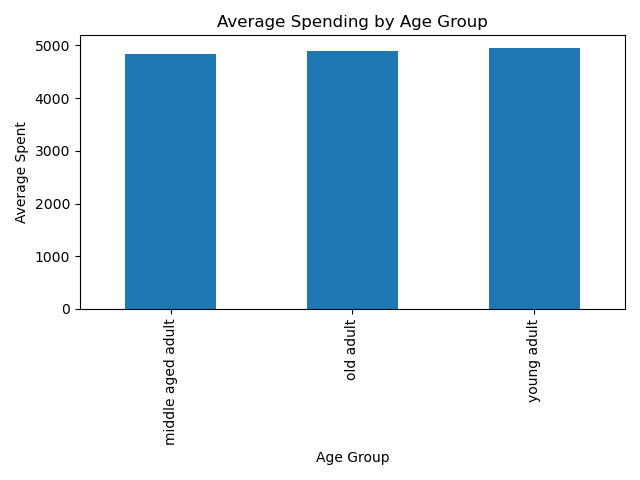 Average Spending by Age Group
Average Spent
5000
4000
3000
2000
1000
0
middle aged adult
old adult
young adult
Age Group